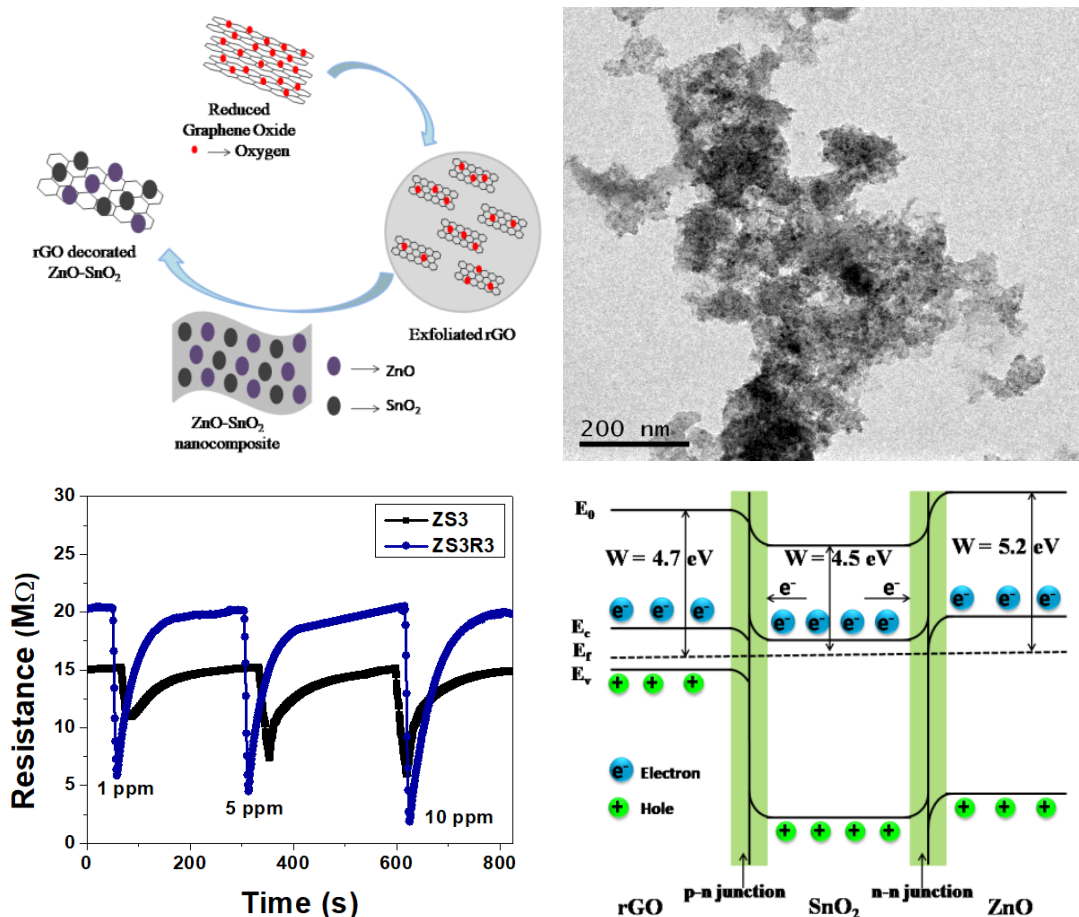 Reduced
Graphene Oxide
→ Oxygen
rGO decorated
ZnO-SnO₂
Exfoliated rGO
→ ZnO
→ SnO₂
ZnO-SnO₂
nanocomposite
200 nm
30
25
20
15
10
5
0
ZS3
ZS3R3
1 ppm
5 ppm
10 ppm
0 200 400 600 800
Resistance (MΩ)
Time (s)
E₀
W = 4.7 eV
W = 4.5 eV
W = 5.2 eV
e⁻ e⁻
e⁻ e⁻ e⁻ e⁻ e⁻ e⁻ e⁻ e⁻ e⁻ e⁻
E_c
E_f
E_v
+ + +
e⁻ Electron
+ Hole
+ + + + + + +
p-n junction
n-n junction
rGO SnO₂ ZnO